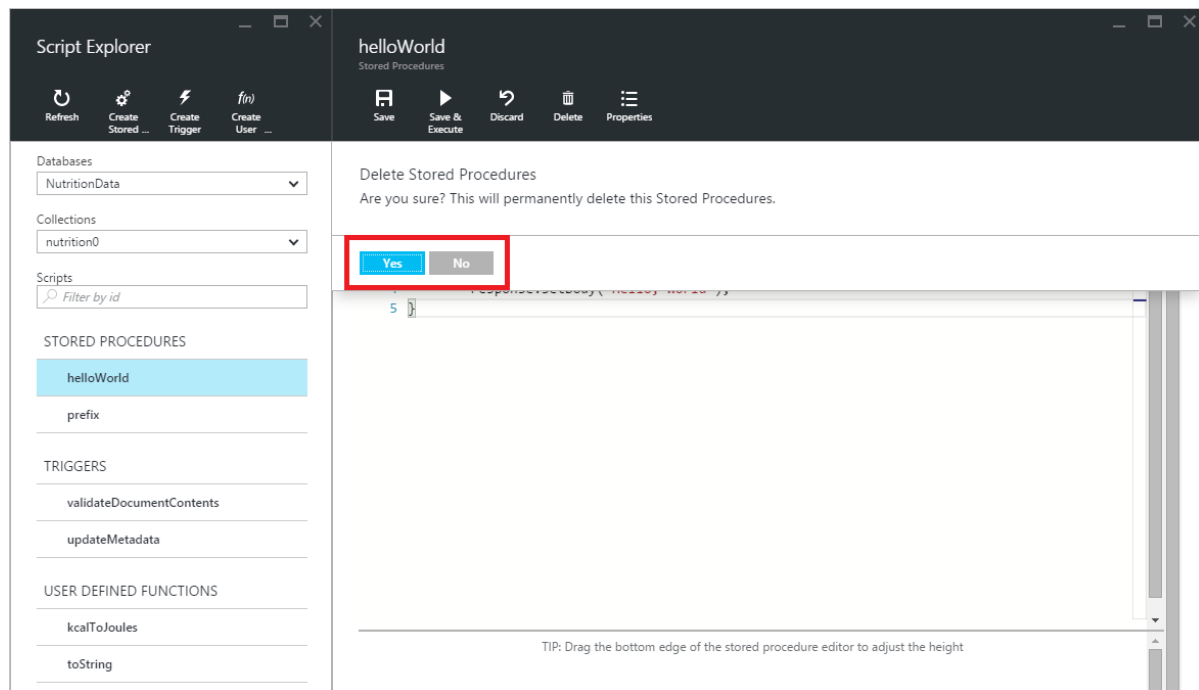 Script Explorer
Refresh
Create
Stored ...
Create
Trigger
f(n)
Create
User ...
Databases
NutritionData
Collections
nutrition0
Scripts
Filter by id
STORED PROCEDURES
helloWorld
prefix
TRIGGERS
validateDocumentContents
updateMetadata
USER DEFINED FUNCTIONS
kcalToJoules
toString
helloWorld
Stored Procedures
Save
Save &
Execute
Discard
Delete
Properties
Delete Stored Procedures
Are you sure? This will permanently delete this Stored Procedures.
Yes
No
5 }
TIP: Drag the bottom edge of the stored procedure editor to adjust the height